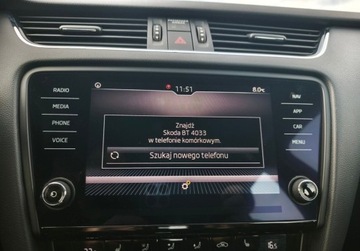 RADIO
MEDIA
PHONE
VOICE
11:51
8.0°C
Znajdź
Skoda BT 4033
w telefonie komórkowym.
Szukaj nowego telefonu
NAV
APP
CAR
MENU